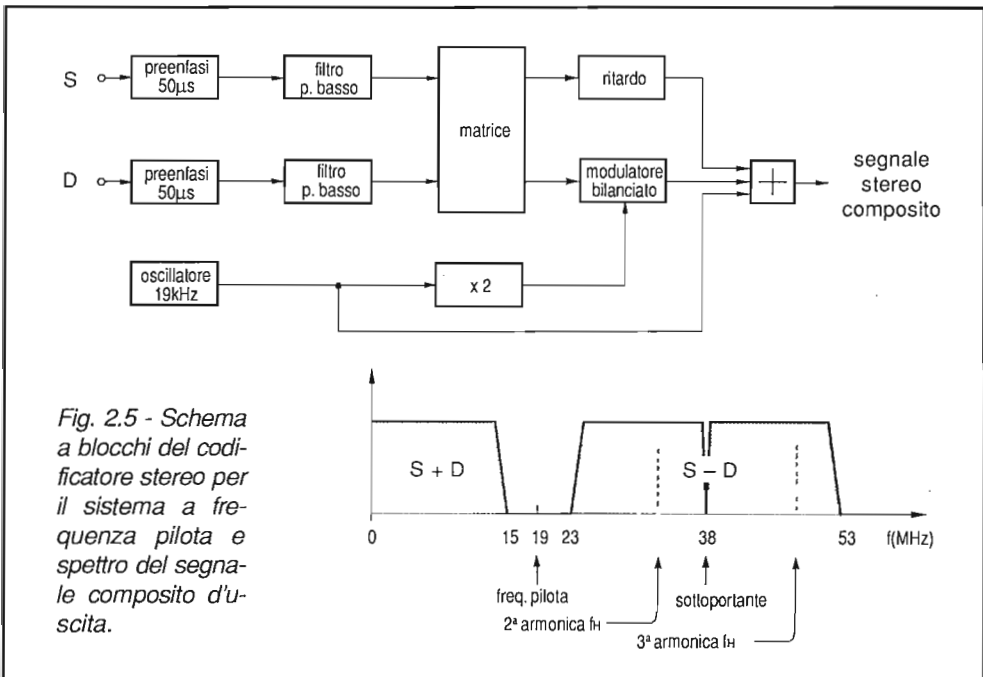 S
preenfasi
50µs
filtro
p. basso
matrice
ritardo
D
preenfasi
50µs
filtro
p. basso
modulatore
bilanciato
+
segnale
stereo
composito
oscillatore
19kHz
x 2
Fig. 2.5 - Schema
a blocchi del codi-
ficatore stereo per
il sistema a fre-
quenza pilota e
spettro del segna-
le composito d'u-
scita.
S + D
S – D
0
15
19
23
38
53
f(MHz)
freq. pilota
sottoportante
2ª armonica fH
3ª armonica fH